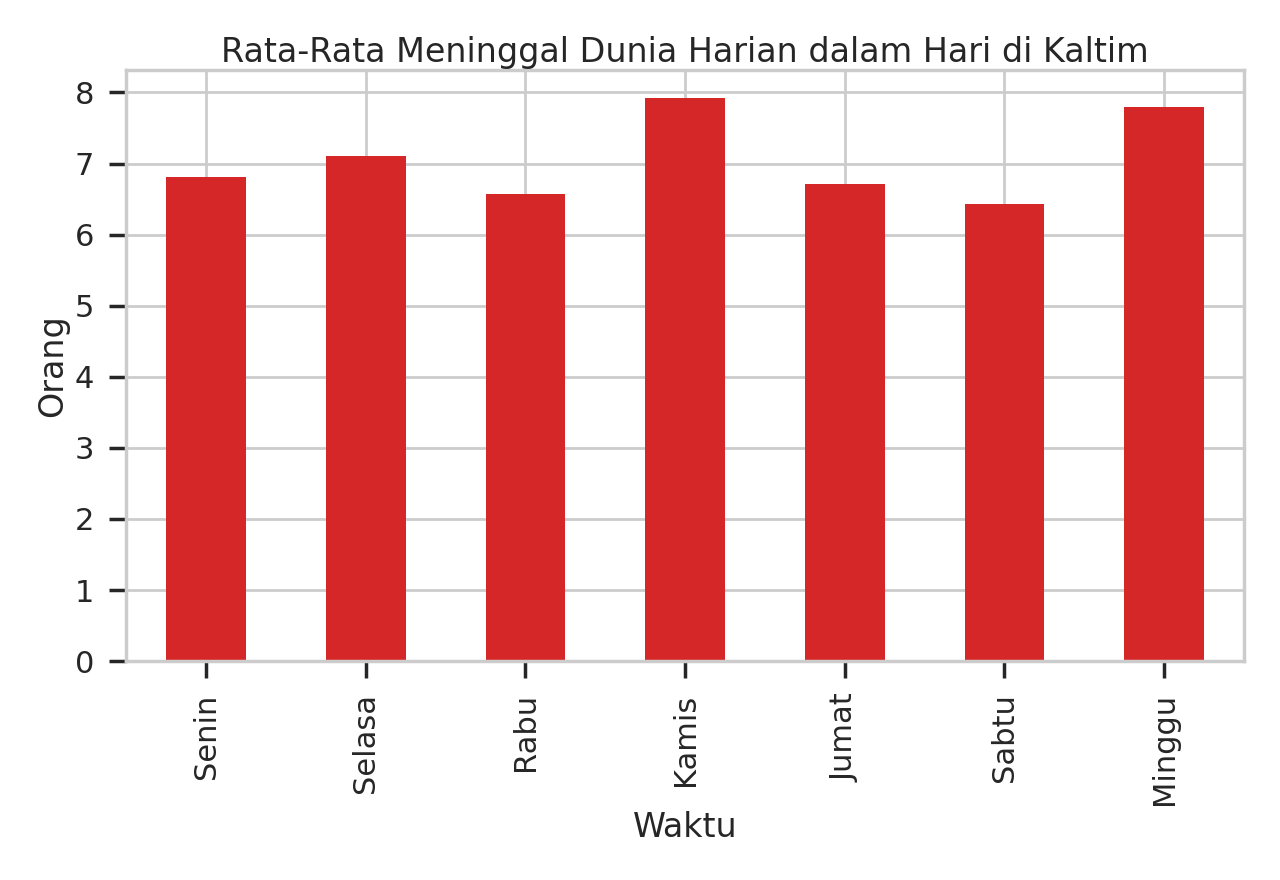 Rata-Rata Meninggal Dunia Harian dalam Hari di Kaltim
8
7
6
5
4
3
2
1
0
Orang
Senin
Selasa
Rabu
Kamis
Jumat
Sabtu
Minggu
Waktu